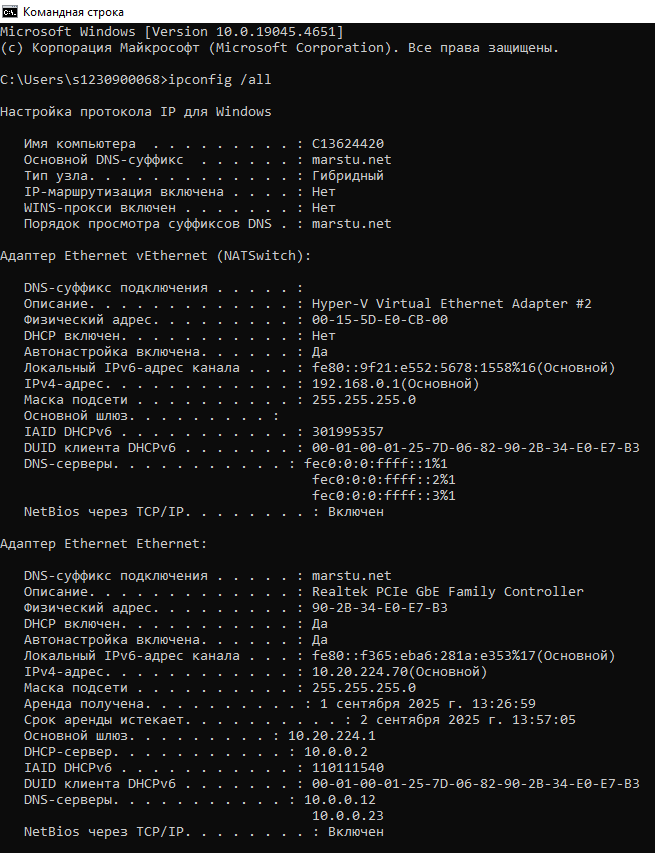 Командная строка
Microsoft Windows [Version 10.0.19045.4651]
(c) Корпорация Майкрософт (Microsoft Corporation). Все права защищены.
C:\Users\s1230900068>ipconfig /all
Настройка протокола IP для Windows
Имя компьютера . . . . . . . . . : C13624420
Основной DNS-суффикс . . . . . . : marstu.net
Тип узла. . . . . . . . . . . . . : Гибридный
IP-маршрутизация включена . . . . : Нет
WINS-прокси включен . . . . . . . : Нет
Порядок просмотра суффиксов DNS . : marstu.net
Адаптер Ethernet vEthernet (NATSwitch):
DNS-суффикс подключения . . . . . :
Описание. . . . . . . . . . . . . : Hyper-V Virtual Ethernet Adapter #2
Физический адрес. . . . . . . . . : 00-15-5D-E0-CB-00
DHCP включен. . . . . . . . . . . : Нет
Автонастройка включена. . . . . . : Да
Локальный IPv6-адрес канала . . . : fe80::9f21:e552:5678:1558%16(Основной)
IPv4-адрес. . . . . . . . . . . . : 192.168.0.1(Основной)
Маска подсети . . . . . . . . . . : 255.255.255.0
Основной шлюз. . . . . . . . . :
IAID DHCPv6 . . . . . . . . . . . : 301995357
DUID клиента DHCPv6 . . . . . . . : 00-01-00-01-25-7D-06-82-90-2B-34-E0-E7-B3
DNS-серверы. . . . . . . . . . . : fec0:0:0:ffff::1%1
fec0:0:0:ffff::2%1
fec0:0:0:ffff::3%1
NetBios через TCP/IP. . . . . . . . : Включен
Адаптер Ethernet Ethernet:
DNS-суффикс подключения . . . . . : marstu.net
Описание. . . . . . . . . . . . . : Realtek PCIe GbE Family Controller
Физический адрес. . . . . . . . . : 90-2B-34-E0-E7-B3
DHCP включен. . . . . . . . . . . : Да
Автонастройка включена. . . . . . : Да
Локальный IPv6-адрес канала . . . : fe80::f365:eba6:281a:e353%17(Основной)
IPv4-адрес. . . . . . . . . . . . : 10.20.224.70(Основной)
Маска подсети . . . . . . . . . . : 255.255.255.0
Аренда получена. . . . . . . . . . : 1 сентября 2025 г. 13:26:59
Срок аренды истекает. . . . . . . . . . : 2 сентября 2025 г. 13:57:05
Основной шлюз. . . . . . . . . : 10.20.224.1
DHCP-сервер. . . . . . . . . . . : 10.0.0.2
IAID DHCPv6 . . . . . . . . . . . : 110111540
DUID клиента DHCPv6 . . . . . . . : 00-01-00-01-25-7D-06-82-90-2B-34-E0-E7-B3
DNS-серверы. . . . . . . . . . . : 10.0.0.12
10.0.0.23
NetBios через TCP/IP. . . . . . . . : Включен